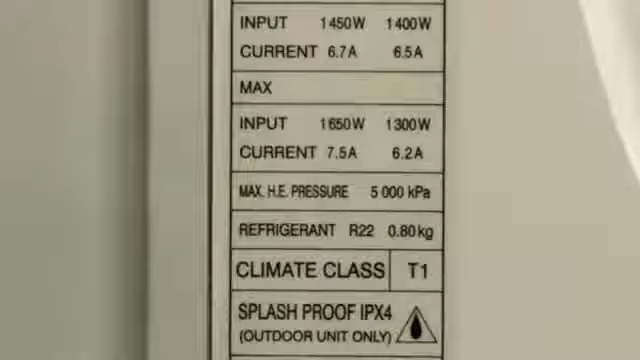 INPUT 1450W 1400W
CURRENT 6.7A 6.5A
MAX
INPUT 1650W 1300W
CURRENT 7.5A 6.2A
MAX. H.E. PRESSURE 5 000 kPa
REFRIGERANT R22 0.80kg
CLIMATE CLASS T1
SPLASH PROOF IPX4
(OUTDOOR UNIT ONLY)